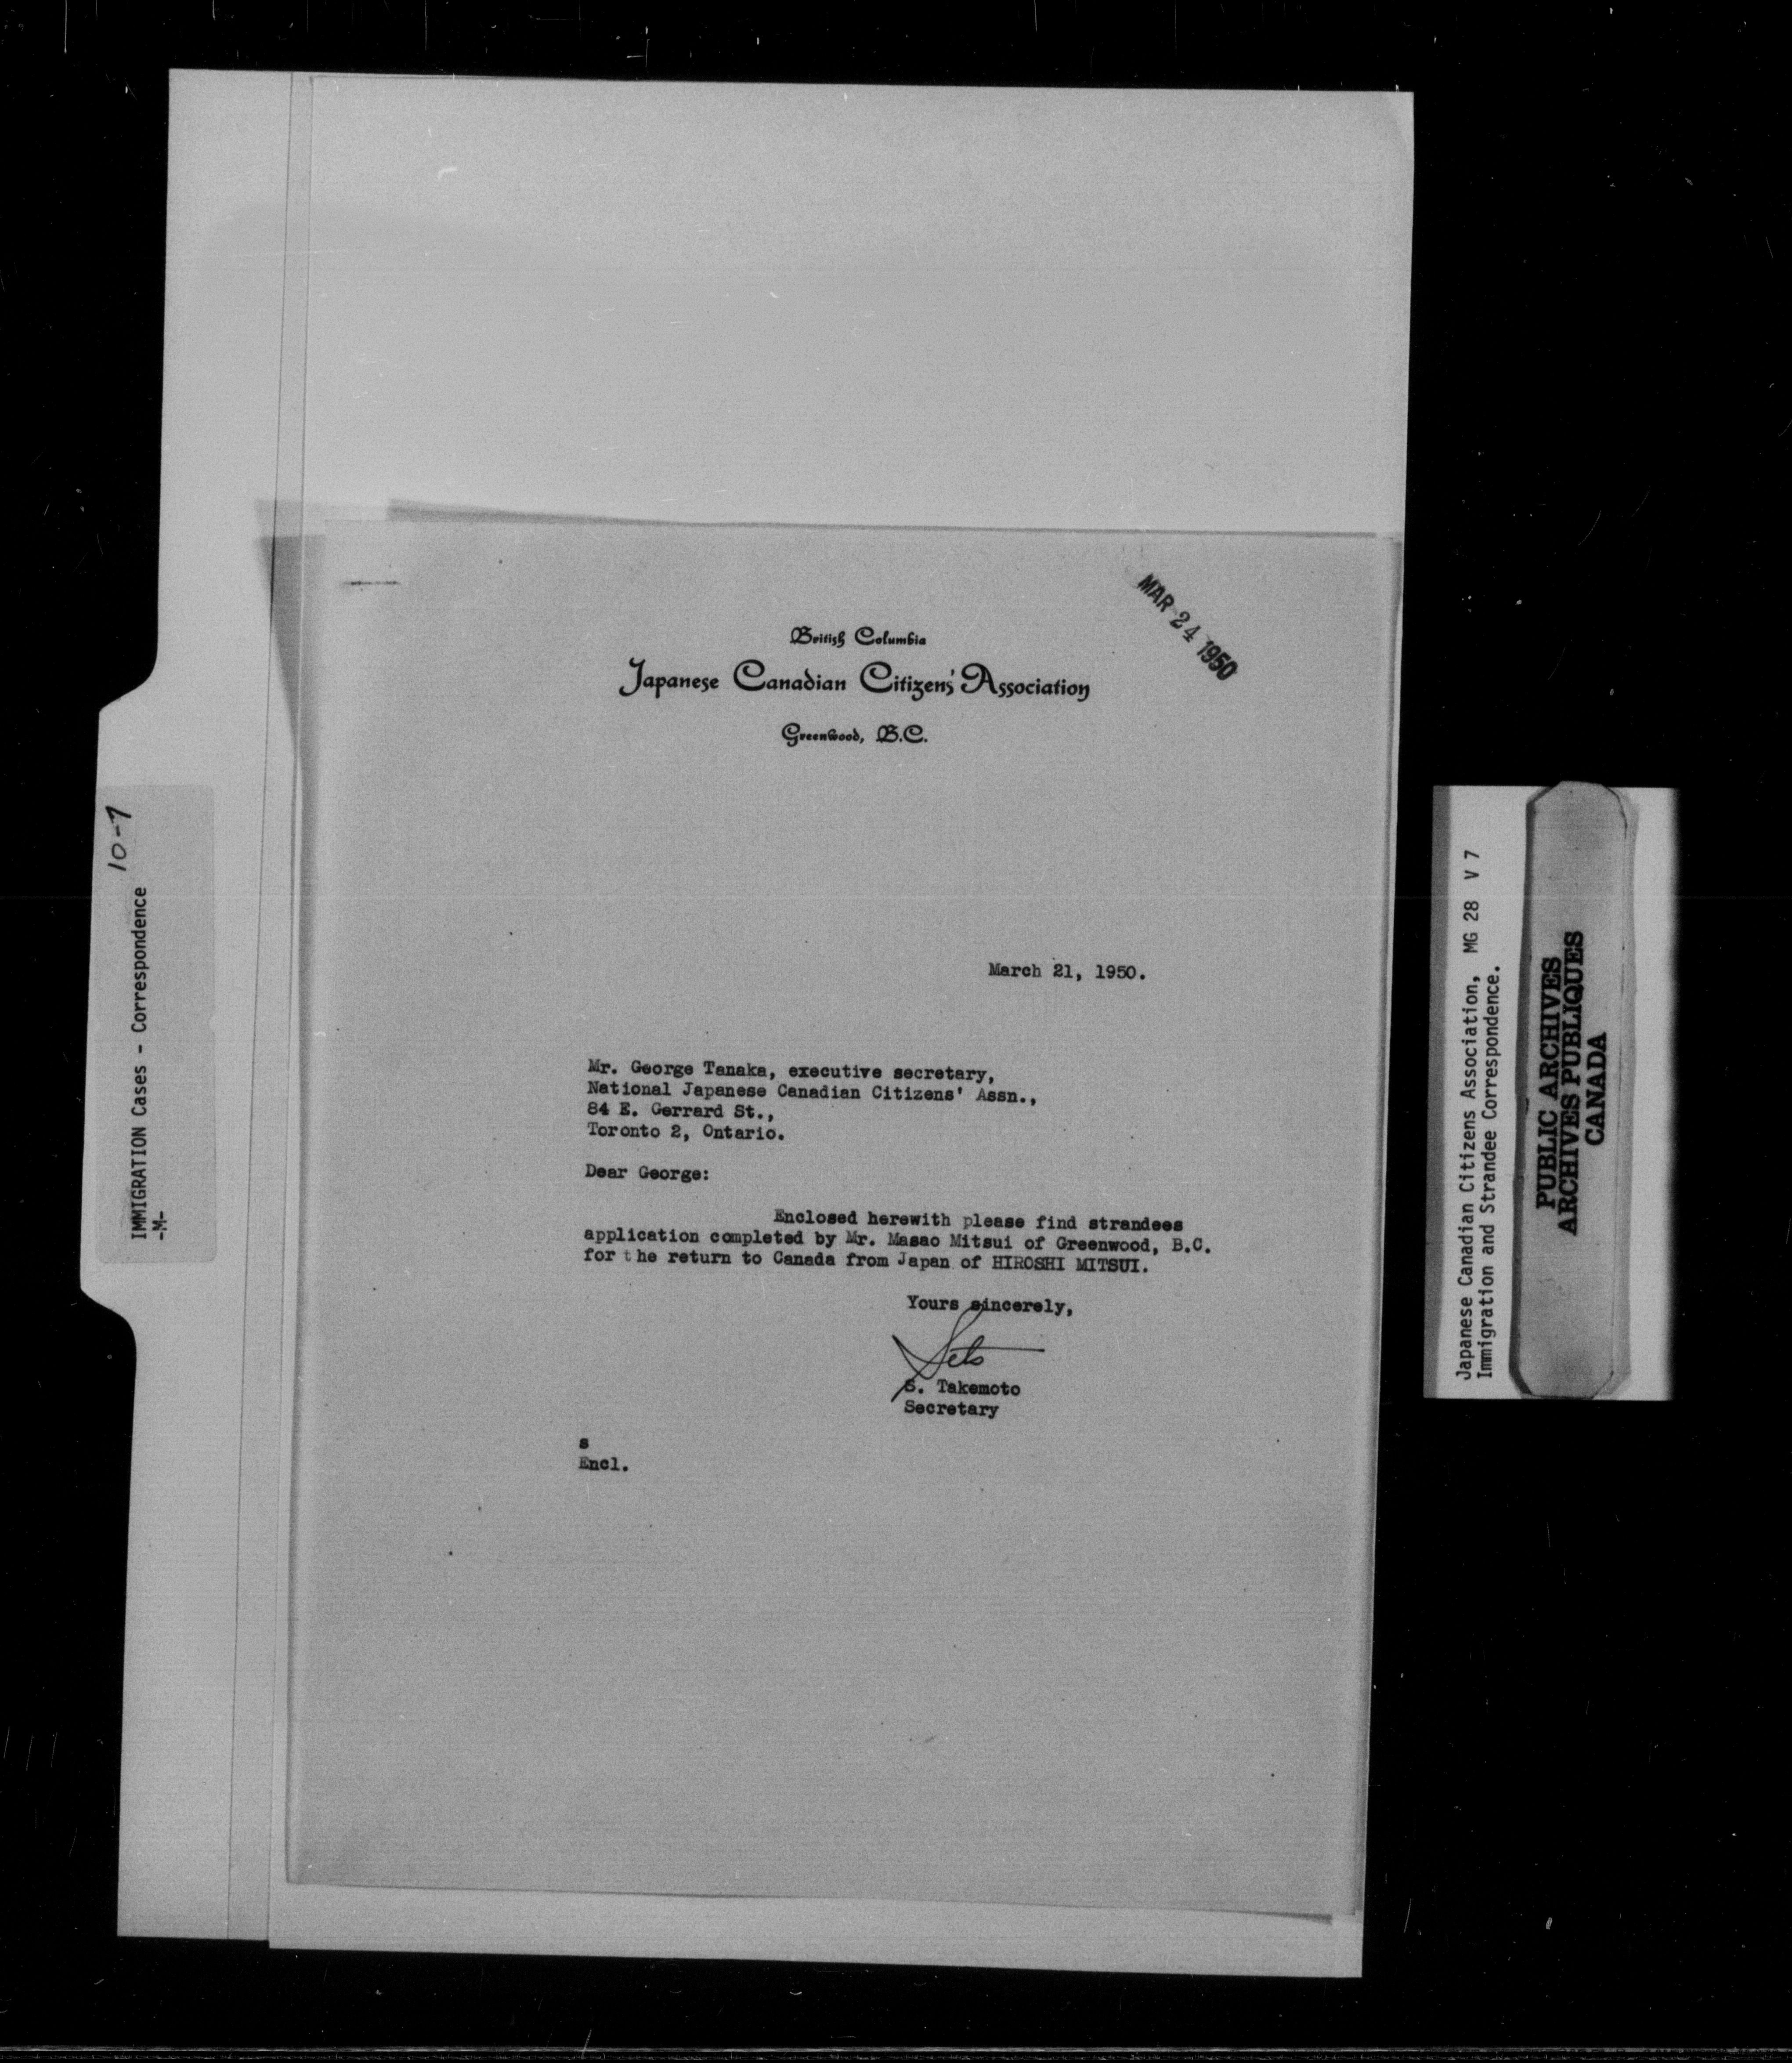 MAR 24 1950
British Columbia
Japanese Canadian Citizens' Association
Greenwood, B.C.
March 21, 1950.
Mr. George Tanaka, executive secretary,
National Japanese Canadian Citizens' Assn.,
84 E. Gerrard St.,
Toronto 2, Ontario.
Dear George:
Enclosed herewith please find strandees
application completed by Mr. Masao Mitsui of Greenwood, B.C.
for the return to Canada from Japan of HIROSHI MITSUI.
Yours sincerely,
S. Takemoto
Secretary
s
Encl.
10-7
IMMIGRATION Cases - Correspondence
-M-
Japanese Canadian Citizens Association, MG 28 V 7
Immigration and Strandee Correspondence.
PUBLIC ARCHIVES
ARCHIVES PUBLIQUES
CANADA